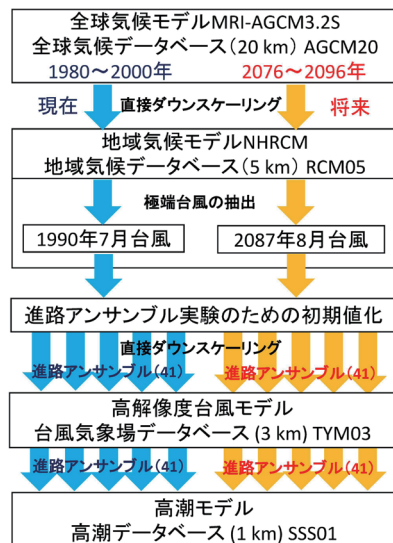 全球気候モデルMRI-AGCM3.2S
全球気候データベース(20 km) AGCM20
1980～2000年 2076～2096年
現在 直接ダウンスケーリング 将来
地域気候モデルNHRCM
地域気候データベース(5 km) RCM05
極端台風の抽出
1990年7月台風 2087年8月台風
進路アンサンブル実験のための初期値化
直接ダウンスケーリング
進路アンサンブル(41) 進路アンサンブル(41)
高解像度台風モデル
台風気象場データベース(3 km) TYM03
進路アンサンブル(41) 進路アンサンブル(41)
高潮モデル
高潮データベース(1 km) SSS01